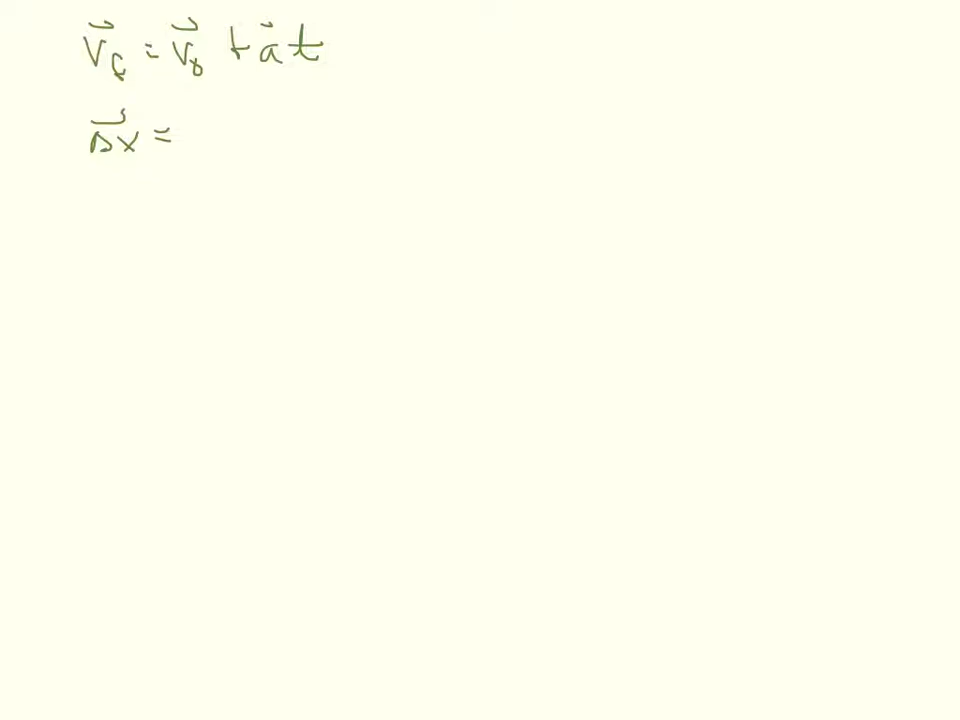 v⃗f = v⃗0 + a⃗ t
Δx⃗ =